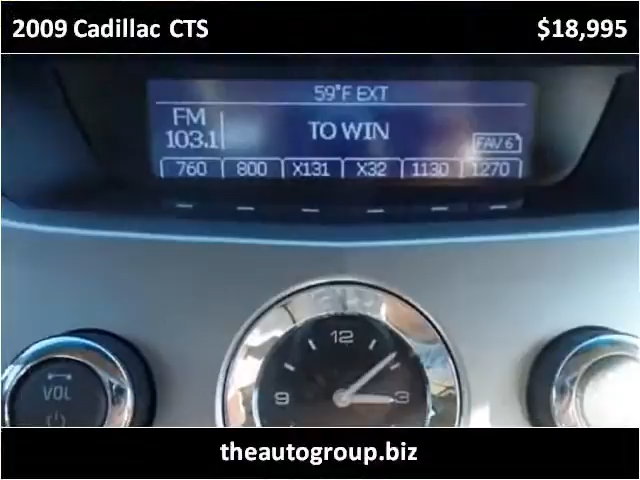 2009 Cadillac CTS $18,995
59°F EXT
FM
103.1
TO WIN
FAV 6
760 800 X131 X32 1130 1270
12
9 3
VOL
theautogroup.biz